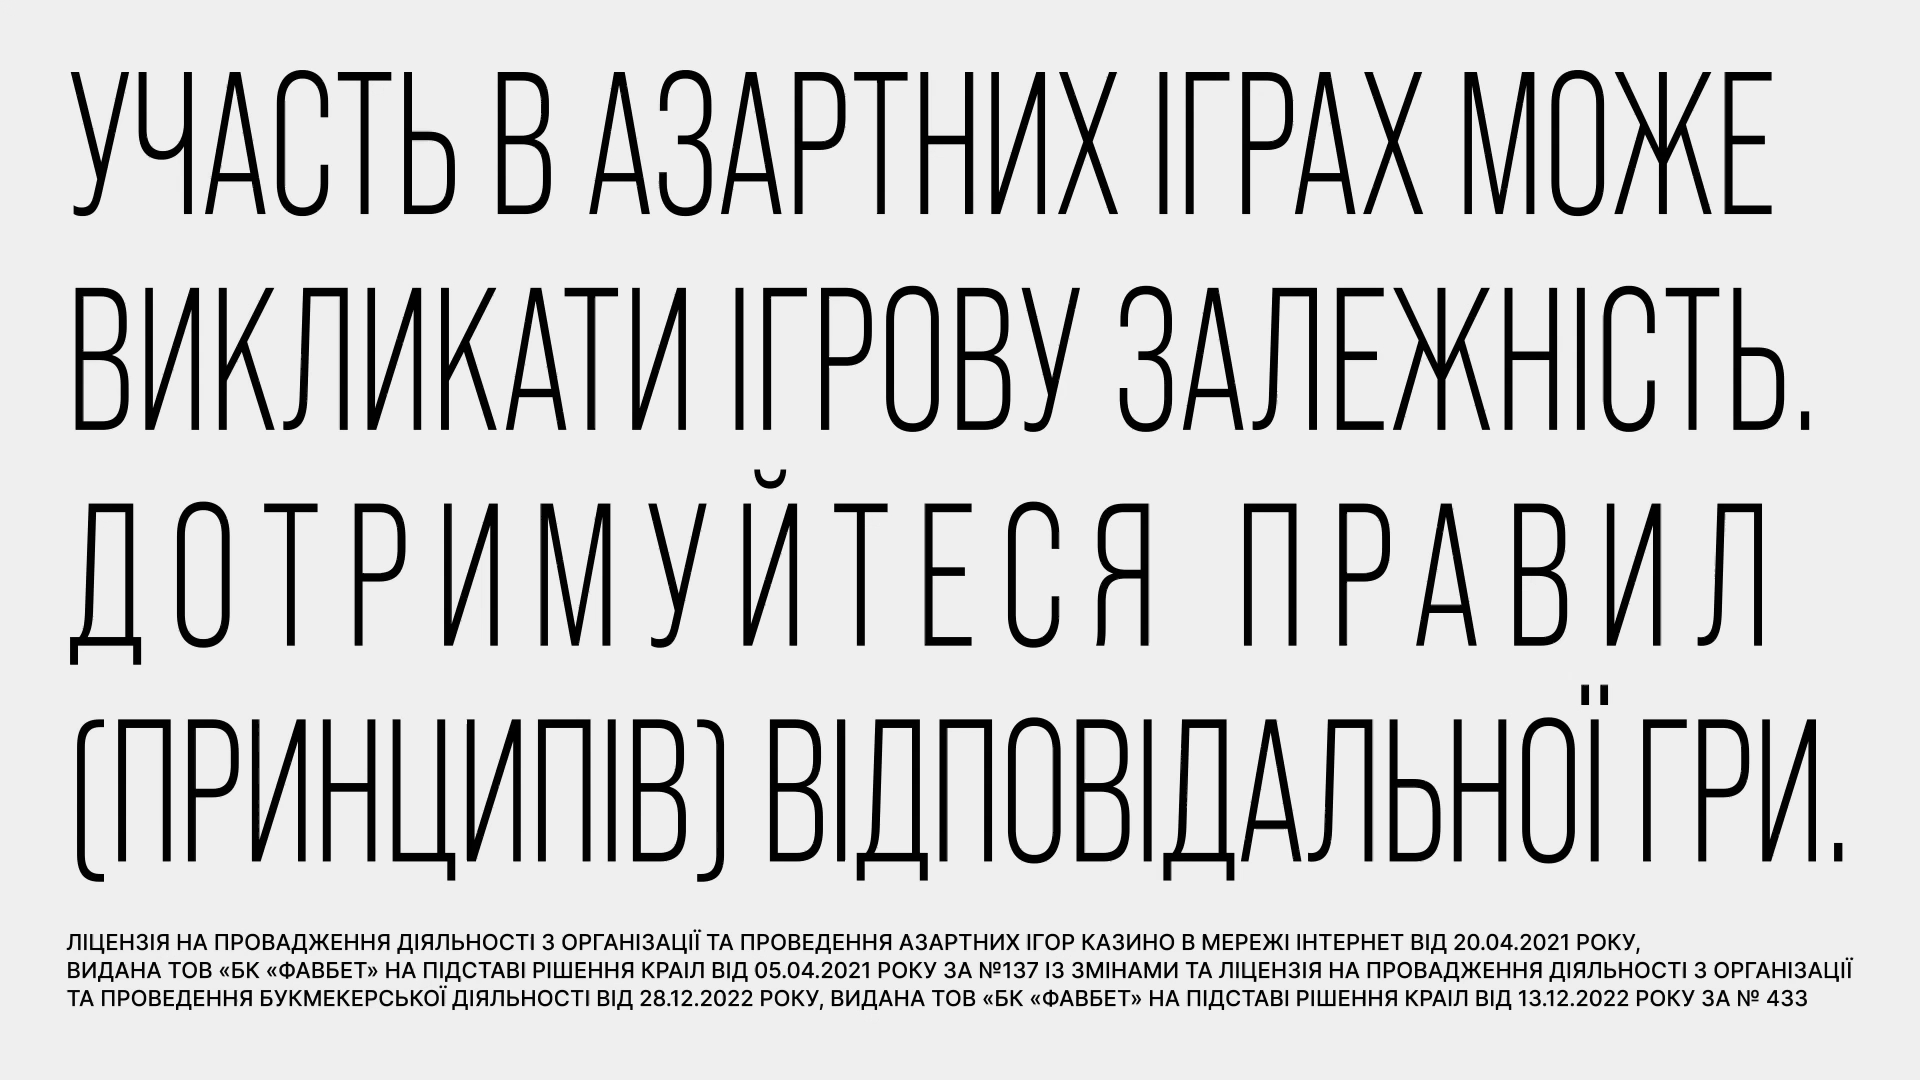 УЧАСТЬ В АЗАРТНИХ ІГРАХ МОЖЕ
ВИКЛИКАТИ ІГРОВУ ЗАЛЕЖНІСТЬ.
ДОТРИМУЙТЕСЯ ПРАВИЛ
(ПРИНЦИПІВ) ВІДПОВІДАЛЬНОЇ ГРИ.
ЛІЦЕНЗІЯ НА ПРОВАДЖЕННЯ ДІЯЛЬНОСТІ З ОРГАНІЗАЦІЇ ТА ПРОВЕДЕННЯ АЗАРТНИХ ІГОР КАЗИНО В МЕРЕЖІ ІНТЕРНЕТ ВІД 20.04.2021 РОКУ,
ВИДАНА ТОВ «БК «ФАВБЕТ» НА ПІДСТАВІ РІШЕННЯ КРАІЛ ВІД 05.04.2021 РОКУ ЗА №137 ІЗ ЗМІНАМИ ТА ЛІЦЕНЗІЯ НА ПРОВАДЖЕННЯ ДІЯЛЬНОСТІ З ОРГАНІЗАЦІЇ
ТА ПРОВЕДЕННЯ БУКМЕКЕРСЬКОЇ ДІЯЛЬНОСТІ ВІД 28.12.2022 РОКУ, ВИДАНА ТОВ «БК «ФАВБЕТ» НА ПІДСТАВІ РІШЕННЯ КРАІЛ ВІД 13.12.2022 РОКУ ЗА № 433